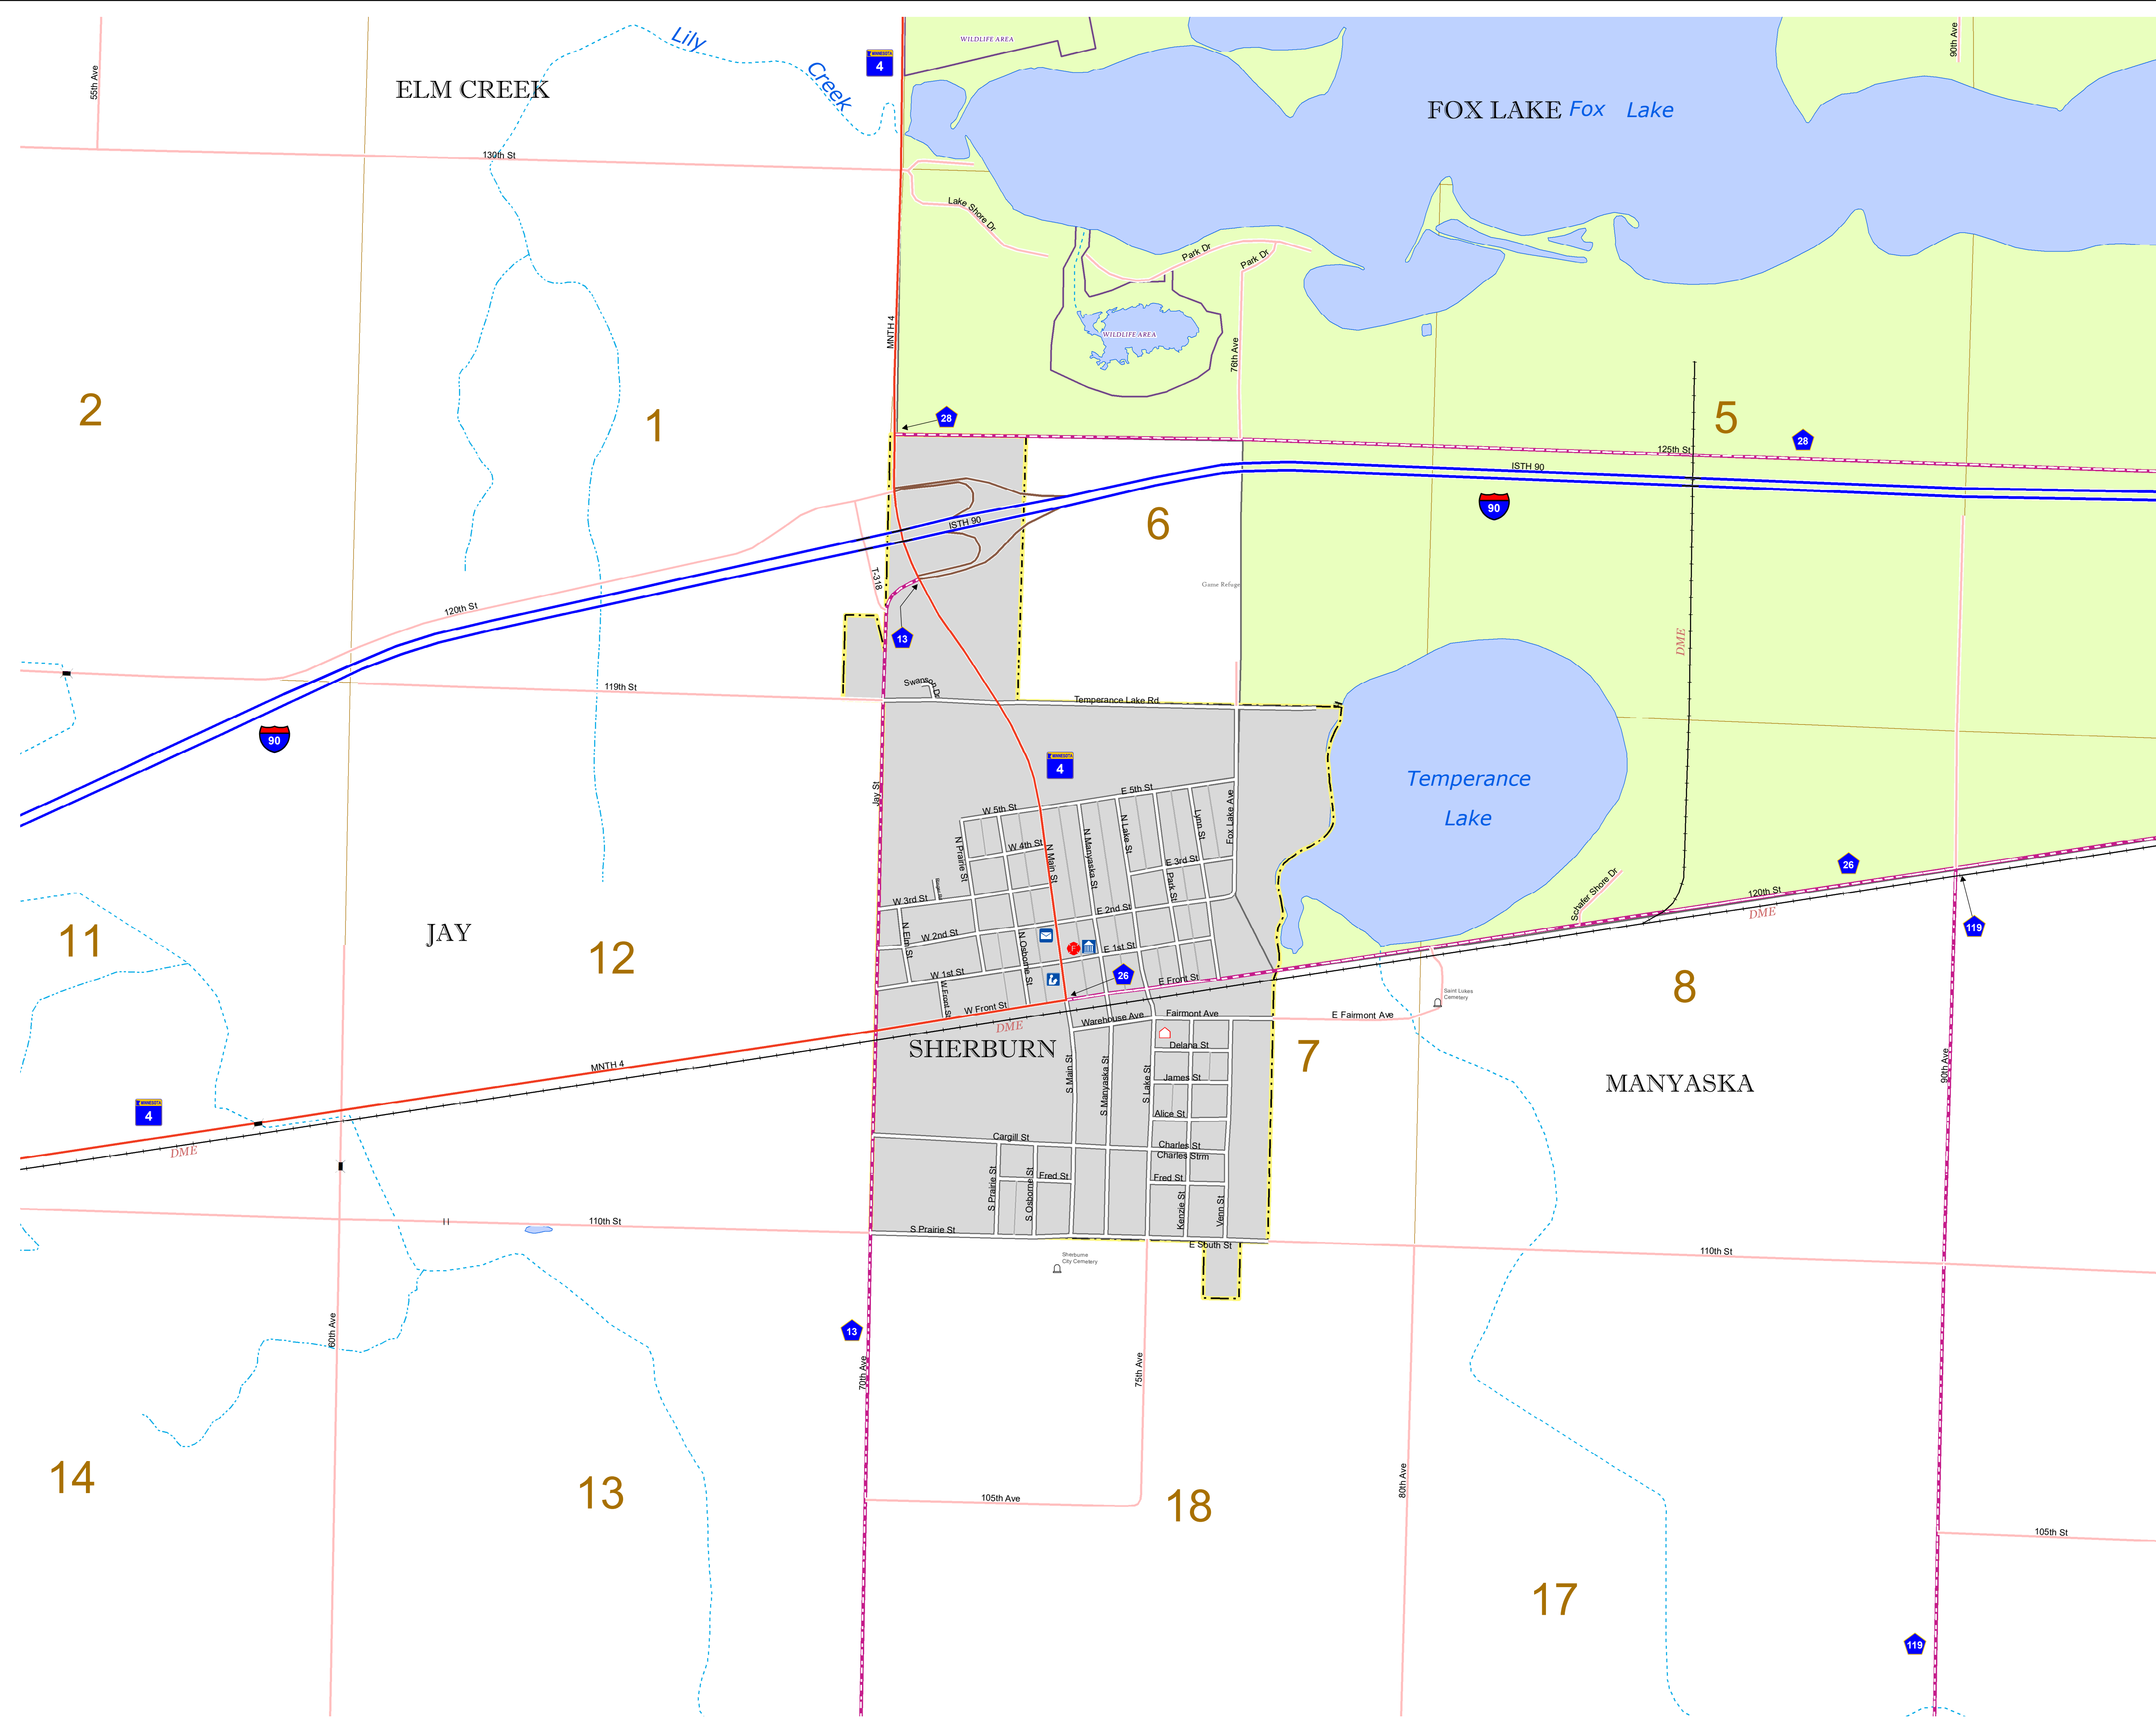 WILDLIFE AREA
Lily
Creek
MINNESOTA
4
90th Ave
55th Ave
ELM CREEK
FOX LAKE
Fox Lake
130th St
Lake Shore Dr
Park Dr
Park Dr
MNTH 4
WILDLIFE AREA
76th Ave
2
1
5
28
28
125th St
ISTH 90
90
ISTH 90
6
T-318
Game Refuge
120th St
13
DME
119th St
Swanson Dr
Temperance Lake Rd
90
MINNESOTA
4
Temperance
Lake
Jay St
W 5th St
E 5th St
N Prairie St
W 4th St
N Main St
N Manyaska St
N Lake St
Lynn St
Fox Lake Ave
E 3rd St
Park St
26
Schafer Shore Dr
120th St
DME
W 3rd St
E 2nd St
N Elm St
W 2nd St
N Osborne St
F
E 1st St
119
11
JAY
12
W 1st St
W Front St
26
E Front St
8
Saint Lukes
Cemetery
W Front St
DME
Warehouse Ave
Fairmont Ave
E Fairmont Ave
SHERBURN
Delana St
7
MNTH 4
S Main St
S Manyaska St
S Lake St
James St
90th Ave
MANYASKA
MINNESOTA
4
Alice St
DME
Cargill St
Charles St
Charles Strm
S Prairie St
S Osborne St
Fred St
Fred St
Kenzie St
Venn St
110th St
S Prairie St
E South St
110th St
Sherburne
City Cemetery
60th Ave
13
70th Ave
75th Ave
80th Ave
14
13
105th Ave
18
105th St
17
119